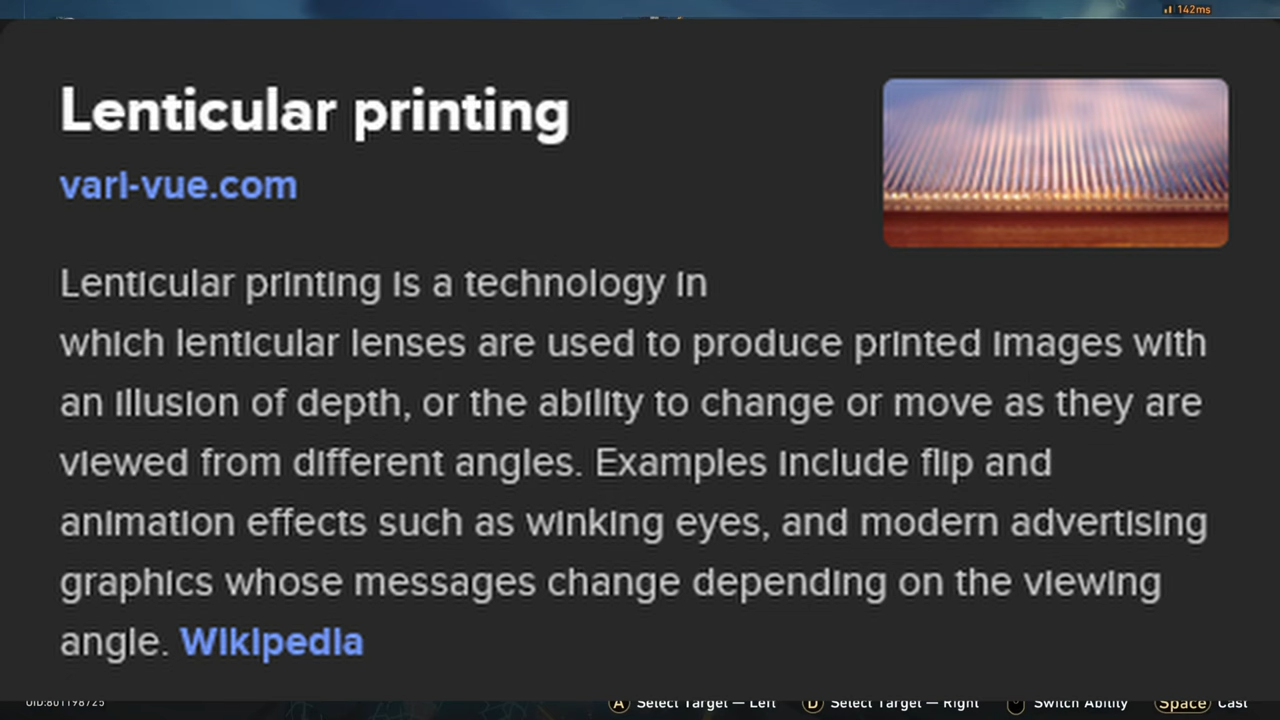 142ms
Lenticular printing
vari-vue.com
Lenticular printing is a technology in
which lenticular lenses are used to produce printed images with
an illusion of depth, or the ability to change or move as they are
viewed from different angles. Examples include flip and
animation effects such as winking eyes, and modern advertising
graphics whose messages change depending on the viewing
angle. Wikipedia
UID:801198725
A Select Target — Left D Select Target — Right Switch Ability Space Cast